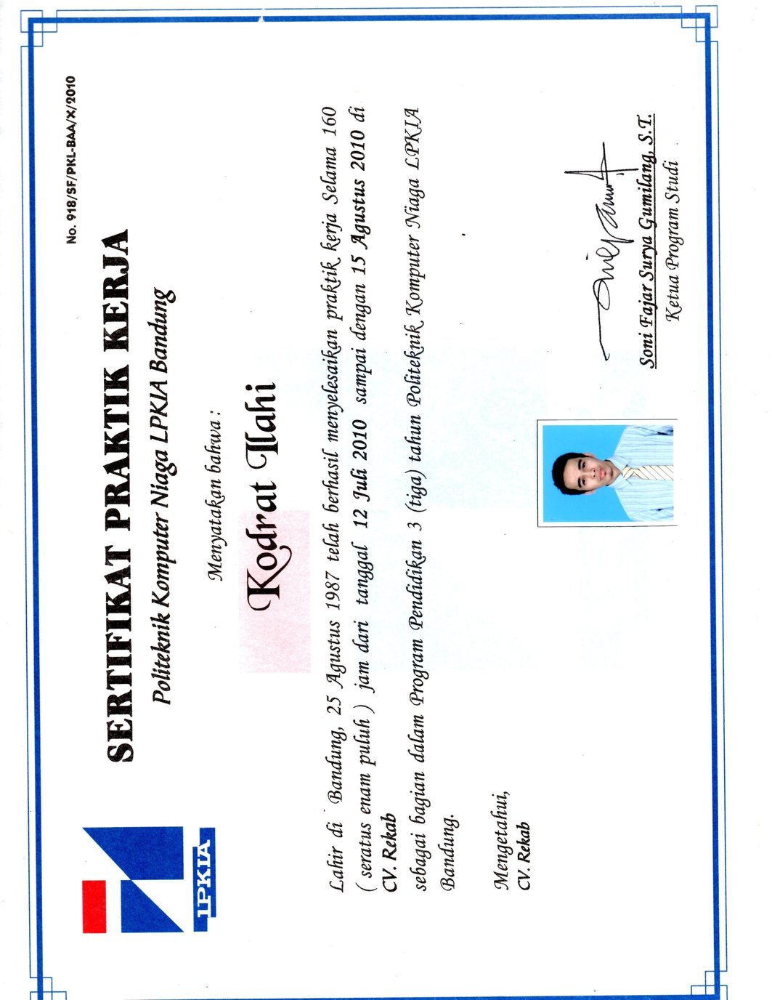 No. 918/SF/PKL-BAA/X/2010
LPKIA
SERTIFIKAT PRAKTIK KERJA
Politeknik Komputer Niaga LPKIA Bandung
Menyatakan bahwa :
Kodrat Ilahi
Lahir di Bandung, 25 Agustus 1987 telah berhasil menyelesaikan praktik kerja Selama 160
( seratus enam puluh ) jam dari tanggal 12 Juli 2010 sampai dengan 15 Agustus 2010 di
CV. Rekab
sebagai bagian dalam Program Pendidikan 3 (tiga) tahun Politeknik Komputer Niaga LPKIA
Bandung.
Mengetahui,
CV. Rekab
Soni Fajar Surya Gumilang, S.T.
Ketua Program Studi